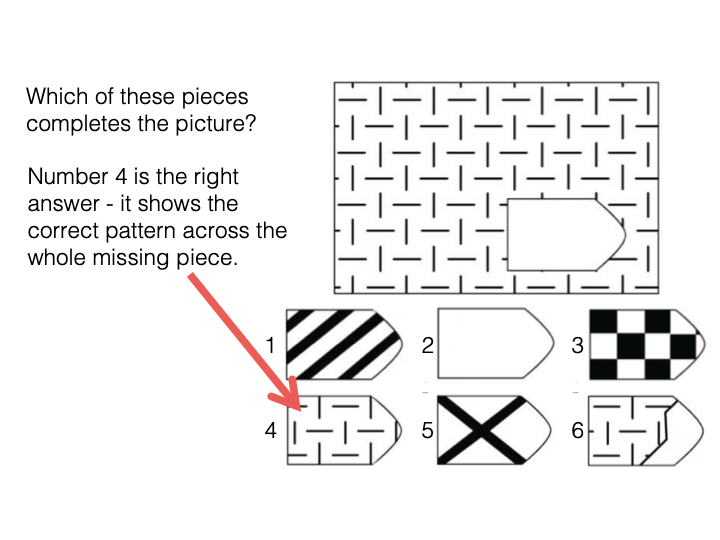 Which of these pieces
completes the picture?
Number 4 is the right
answer - it shows the
correct pattern across the
whole missing piece.
1 2 3
4 5 6